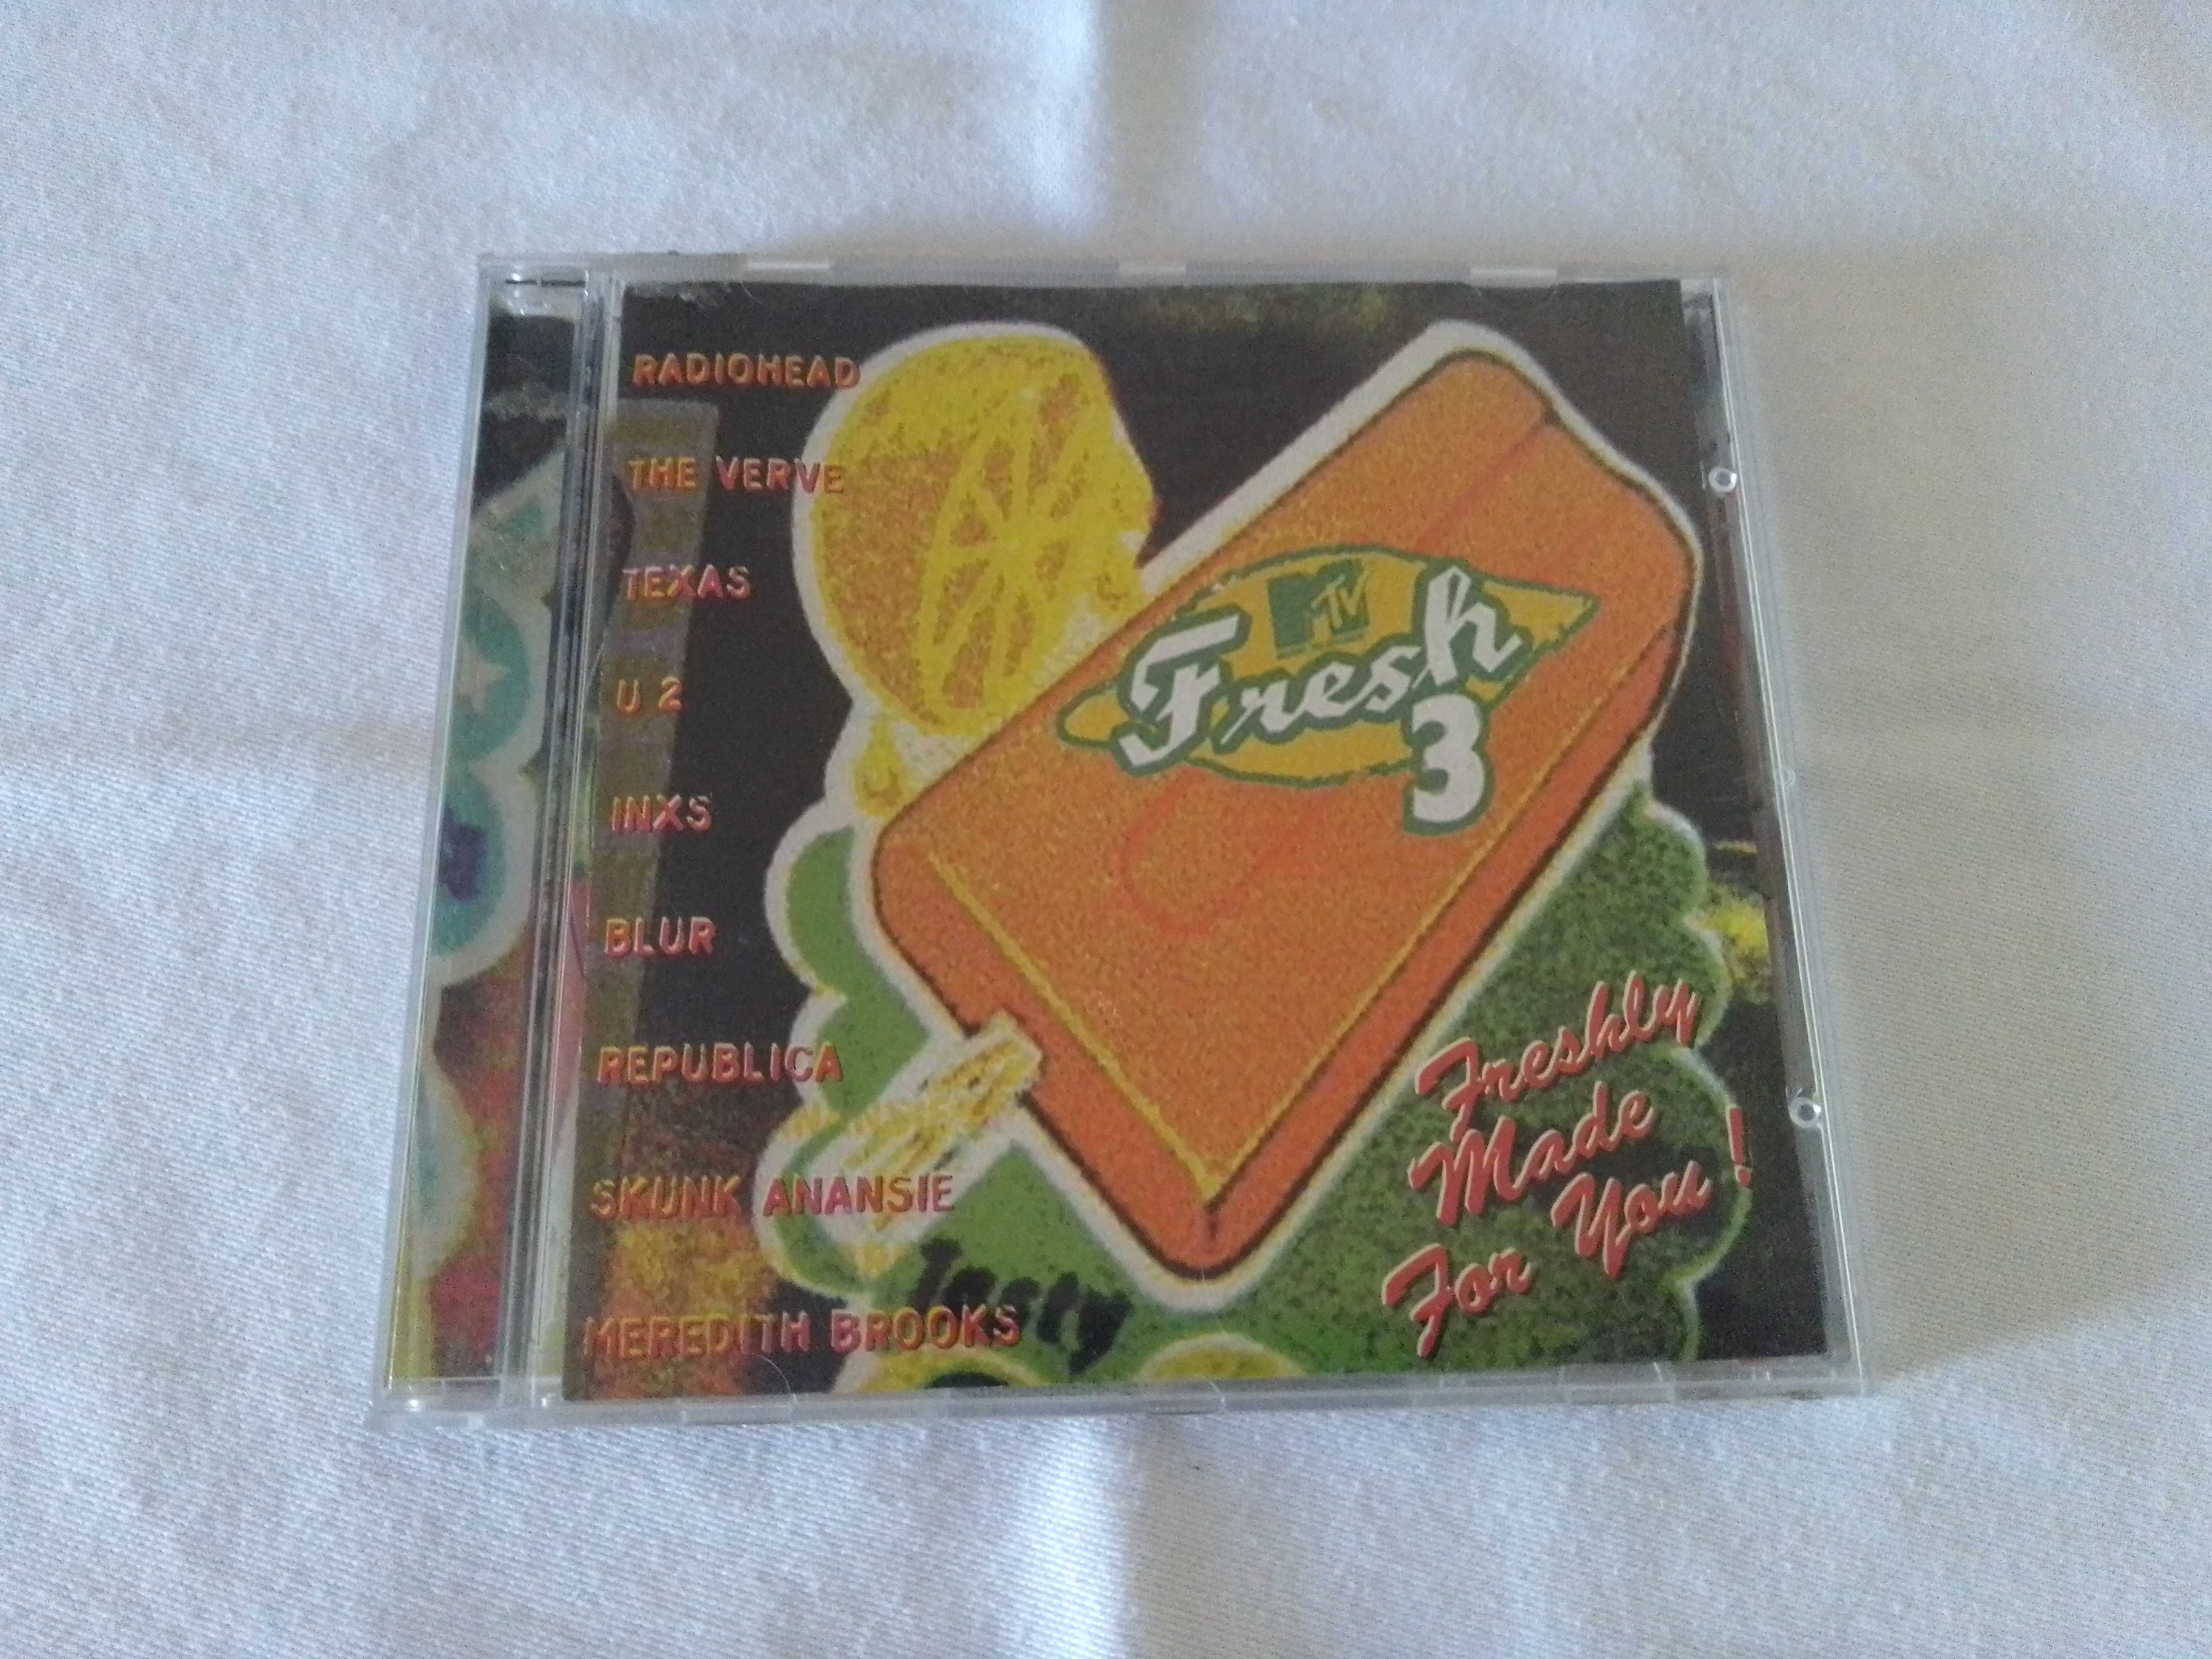 RADIOHEAD
THE VERVE
TEXAS
U 2
INXS
BLUR
REPUBLICA
SKUNK ANANSIE
MEREDITH BROOKS
MTV
Fresh
3
Freshly
Made
For You!
Tasty